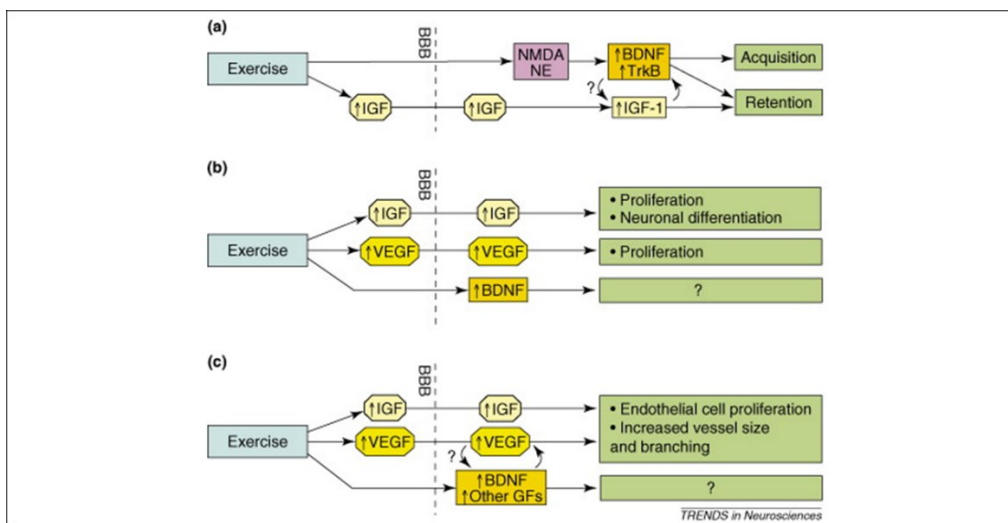 (a)
BBB
Exercise
NMDA
NE
↑BDNF
↑TrkB
Acquisition
?
↑IGF
↑IGF
↑IGF-1
Retention
(b)
BBB
Exercise
↑IGF
↑IGF
• Proliferation
• Neuronal differentiation
↑VEGF
↑VEGF
• Proliferation
↑BDNF
?
(c)
BBB
Exercise
↑IGF
↑IGF
• Endothelial cell proliferation
• Increased vessel size
and branching
↑VEGF
↑VEGF
?
↑BDNF
↑Other GFs
?
TRENDS in Neurosciences